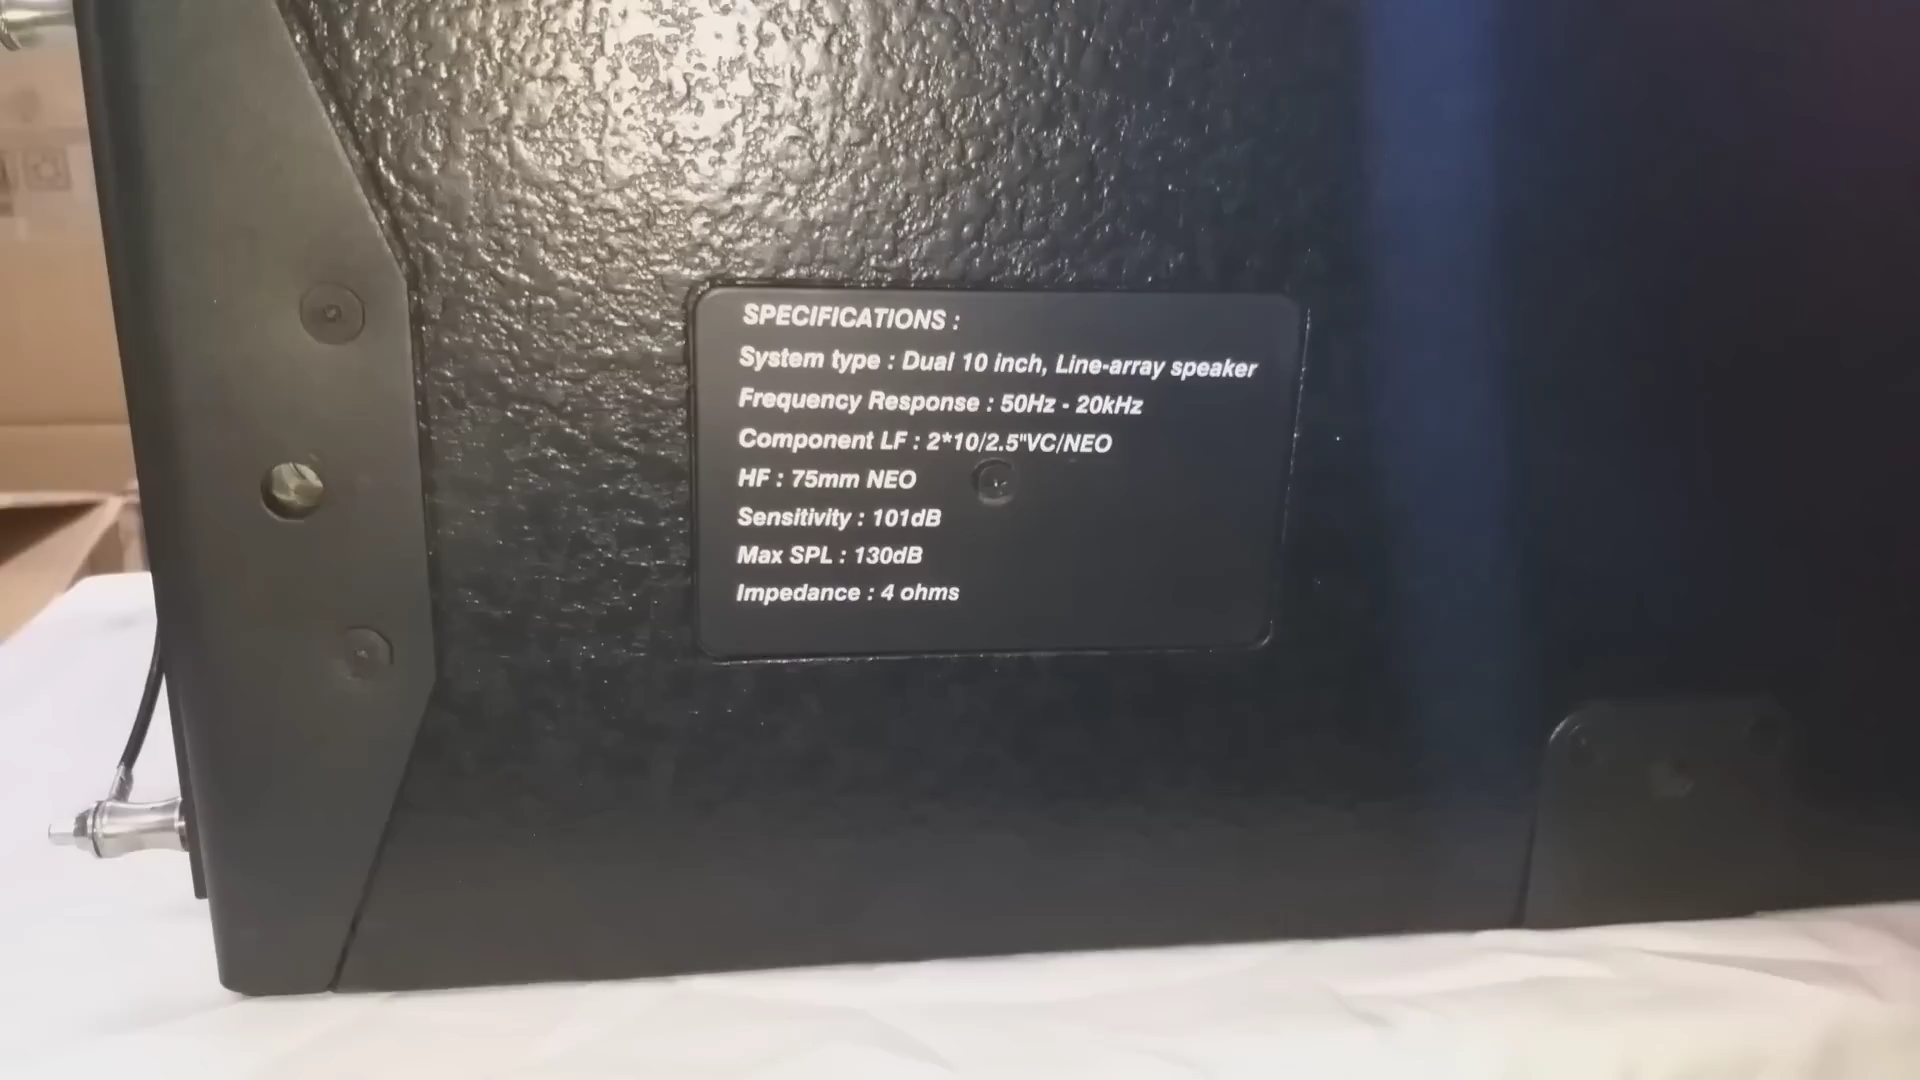 SPECIFICATIONS :
System type : Dual 10 inch, Line-array speaker
Frequency Response : 50Hz - 20kHz
Component LF : 2*10/2.5"VC/NEO
HF : 75mm NEO
Sensitivity : 101dB
Max SPL : 130dB
Impedance : 4 ohms